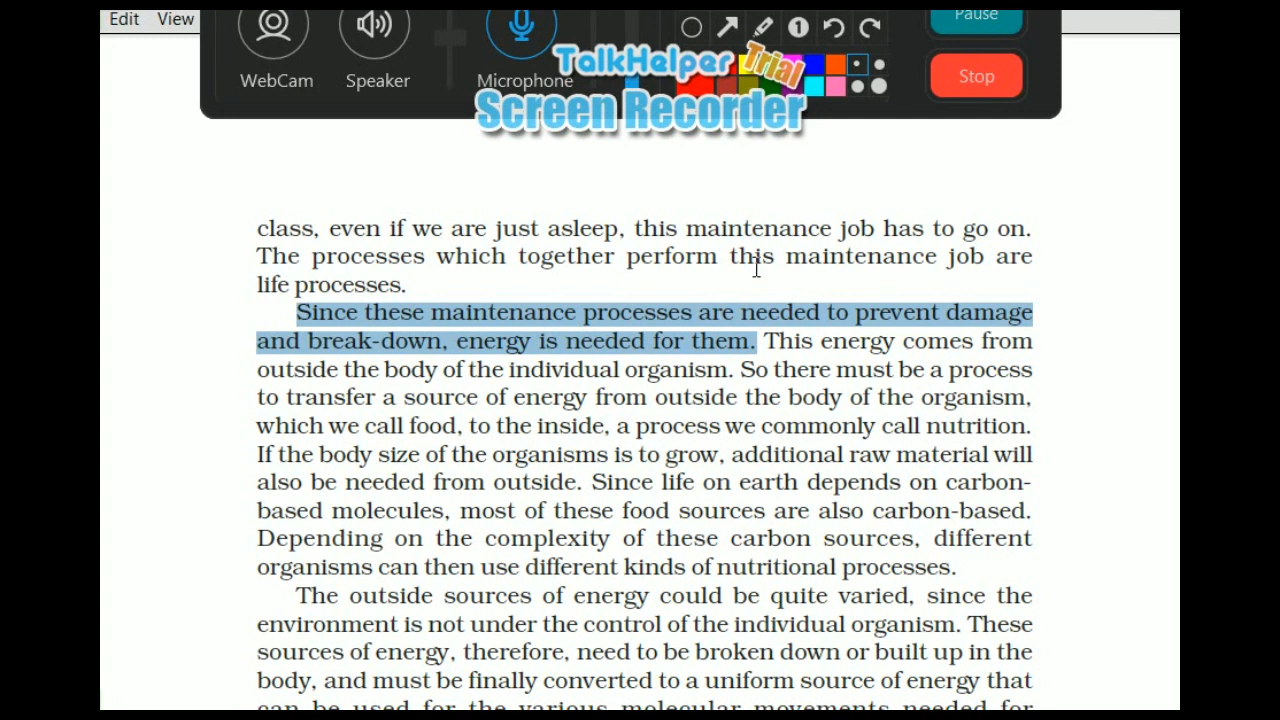 Edit View
Pause
WebCam Speaker Microphone
Stop
TalkHelper Trial
Screen Recorder
class, even if we are just asleep, this maintenance job has to go on.
The processes which together perform this maintenance job are
life processes.
Since these maintenance processes are needed to prevent damage
and break-down, energy is needed for them. This energy comes from
outside the body of the individual organism. So there must be a process
to transfer a source of energy from outside the body of the organism,
which we call food, to the inside, a process we commonly call nutrition.
If the body size of the organisms is to grow, additional raw material will
also be needed from outside. Since life on earth depends on carbon-
based molecules, most of these food sources are also carbon-based.
Depending on the complexity of these carbon sources, different
organisms can then use different kinds of nutritional processes.
The outside sources of energy could be quite varied, since the
environment is not under the control of the individual organism. These
sources of energy, therefore, need to be broken down or built up in the
body, and must be finally converted to a uniform source of energy that
can be used for the various molecular movements needed for